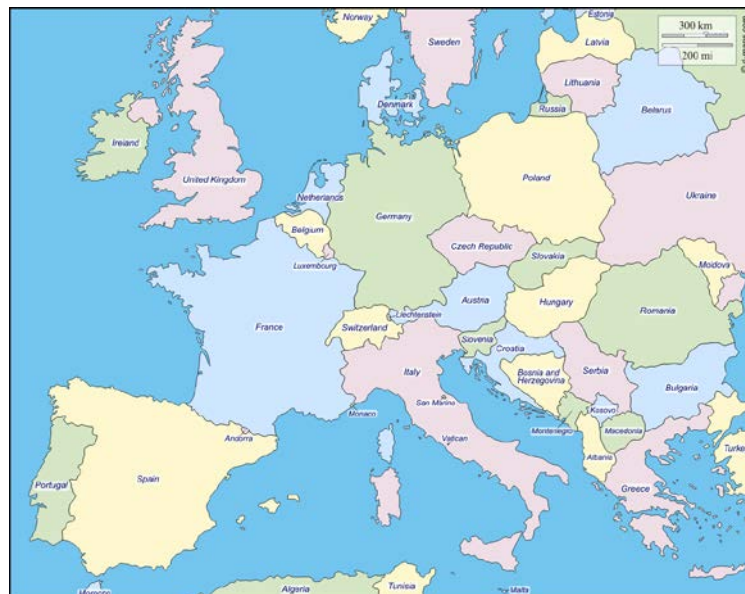 Norway
Sweden
Estonia
300 km
200 mi
Latvia
Lithuania
Russia
Denmark
Belarus
Ireland
United Kingdom
Netherlands
Poland
Germany
Belgium
Ukraine
Czech Republic
Luxembourg
Slovakia
Moldova
Austria
France
Switzerland
Liechtenstein
Hungary
Romania
Slovenia
Croatia
Italy
Bosnia and
Herzegovina
Serbia
San Marino
Monaco
Bulgaria
Kosovo
Andorra
Vatican
Montenegro
Macedonia
Albania
Turke
Portugal
Spain
Greece
Algeria
Tunisia
Malta